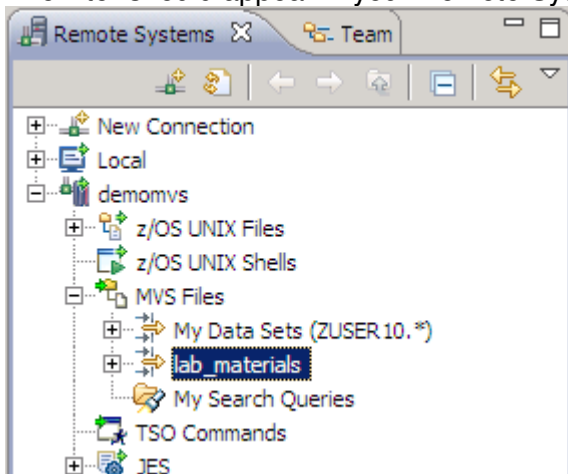 Remote Systems Team
New Connection
Local
demomvs
z/OS UNIX Files
z/OS UNIX Shells
MVS Files
My Data Sets (ZUSER10.*)
lab_materials
My Search Queries
TSO Commands
JES